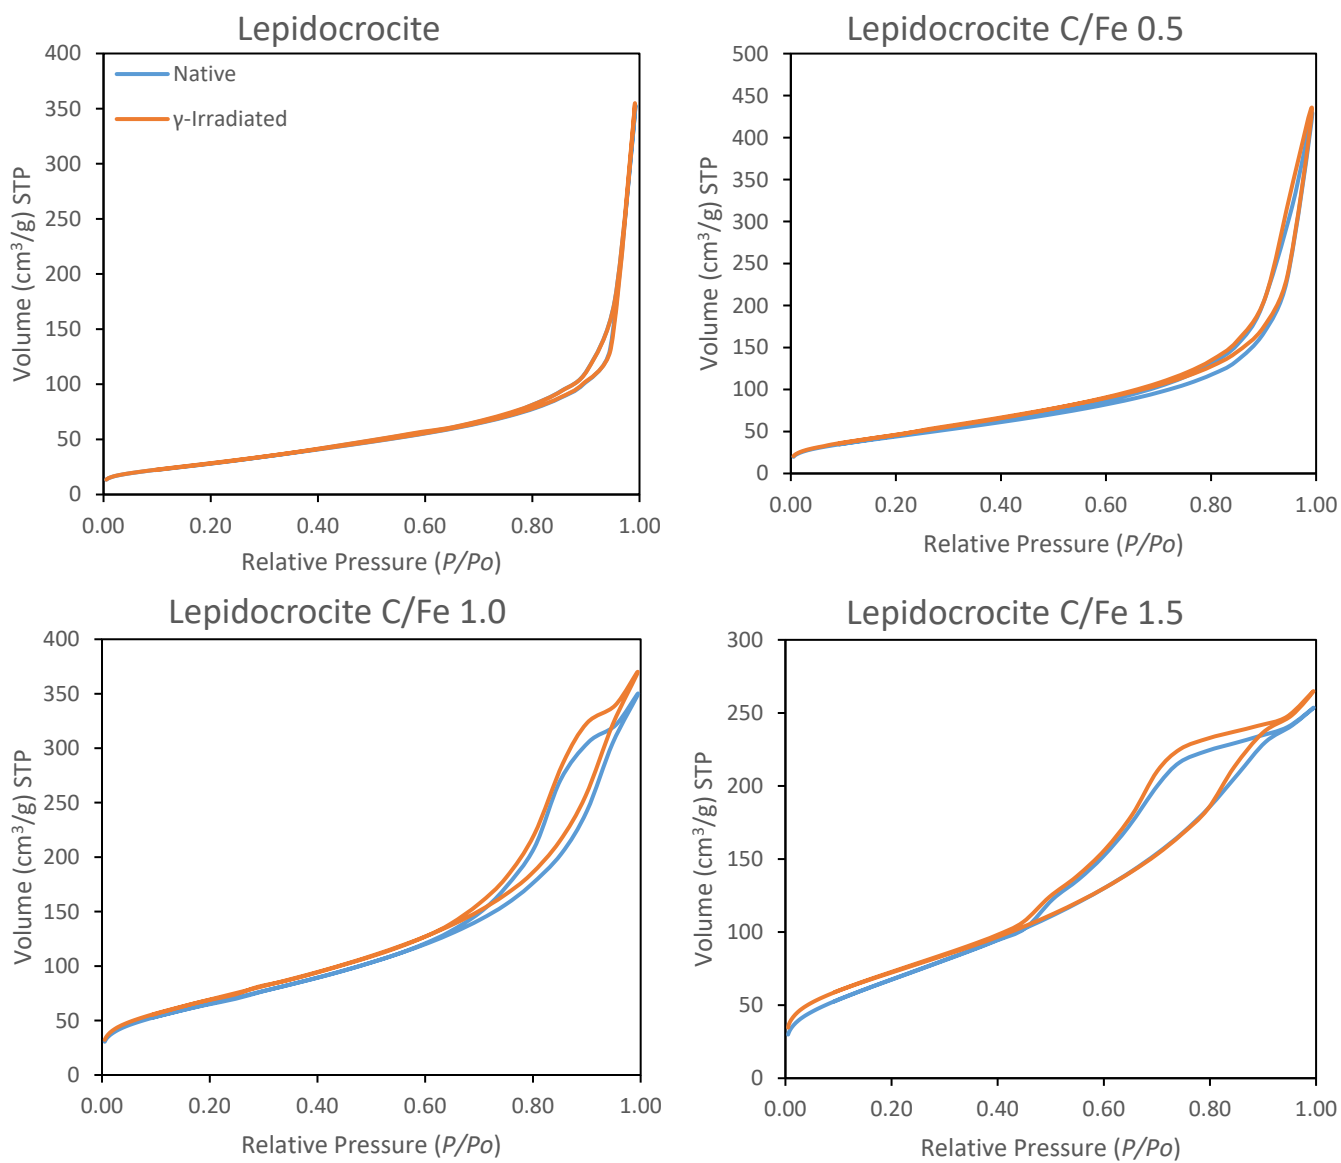 Lepidocrocite
400
350
300
250
200
150
100
50
0
Volume (cm³/g) STP
Native
γ-Irradiated
0.00 0.20 0.40 0.60 0.80 1.00
Relative Pressure (P/Po)
Lepidocrocite C/Fe 0.5
500
450
400
350
300
250
200
150
100
50
0
Volume (cm³/g) STP
0.00 0.20 0.40 0.60 0.80 1.00
Relative Pressure (P/Po)
Lepidocrocite C/Fe 1.0
400
350
300
250
200
150
100
50
0
Volume (cm³/g) STP
0.00 0.20 0.40 0.60 0.80 1.00
Relative Pressure (P/Po)
Lepidocrocite C/Fe 1.5
300
250
200
150
100
50
0
Volume (cm³/g) STP
0.00 0.20 0.40 0.60 0.80 1.00
Relative Pressure (P/Po)